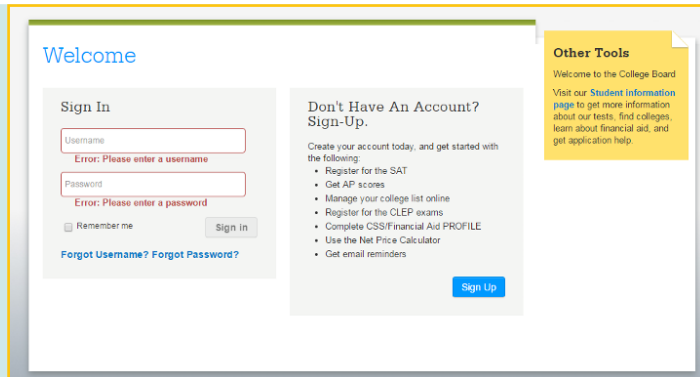 Welcome
Sign In
Username
Error: Please enter a username
Password
Error: Please enter a password
Remember me
Sign in
Forgot Username? Forgot Password?
Don't Have An Account?
Sign-Up.
Create your account today, and get started with
the following:
• Register for the SAT
• Get AP scores
• Manage your college list online
• Register for the CLEP exams
• Complete CSS/Financial Aid PROFILE
• Use the Net Price Calculator
• Get email reminders
Sign Up
Other Tools
Welcome to the College Board
Visit our Student information
page to get more information
about our tests, find colleges,
learn about financial aid, and
get application help.